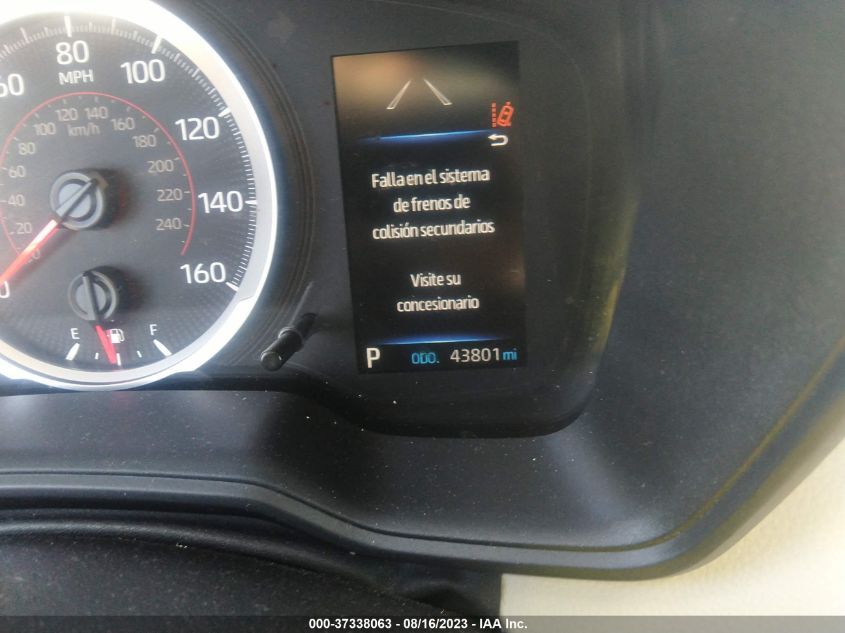 60
80
MPH
100
120
140
160
0
20
40
60
80
100
120
140
160
180
200
220
240
km/h
E
F
Falla en el sistema
de frenos de
colisión secundarios
Visite su
concesionario
P ODO. 43801 mi
000-37338063 - 08/16/2023 - IAA Inc.